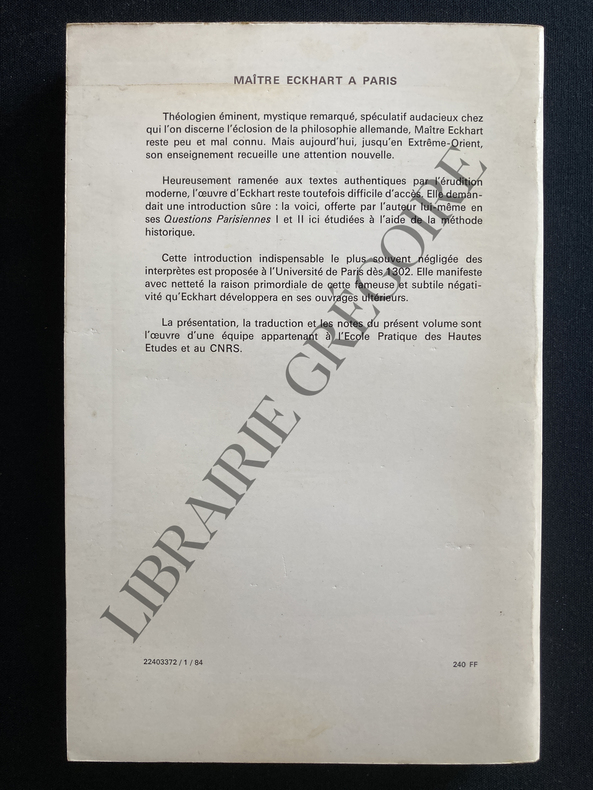 MAÎTRE ECKHART A PARIS
Théologien éminent, mystique remarqué, spéculatif audacieux chez
qui l'on discerne l'éclosion de la philosophie allemande, Maître Eckhart
reste peu et mal connu. Mais aujourd'hui, jusqu'en Extrême-Orient,
son enseignement recueille une attention nouvelle.
Heureusement ramenée aux textes authentiques par l'érudition
moderne, l'œuvre d'Eckhart reste toutefois difficile d'accès. Elle deman-
dait une introduction sûre : la voici, offerte par l'auteur lui-même en
ses Questions Parisiennes I et II ici étudiées à l'aide de la méthode
historique.
Cette introduction indispensable le plus souvent négligée des
interprètes est proposée à l'Université de Paris dès 1302. Elle manifeste
avec netteté la raison primordiale de cette fameuse et subtile négati-
vité qu'Eckhart développera en ses ouvrages ultérieurs.
La présentation, la traduction et les notes du présent volume sont
l'œuvre d'une équipe appartenant à l'Ecole Pratique des Hautes
Etudes et au CNRS.
LIBRAIRIE GRÉGOIRE
22403372 / 1 / 84
240 FF